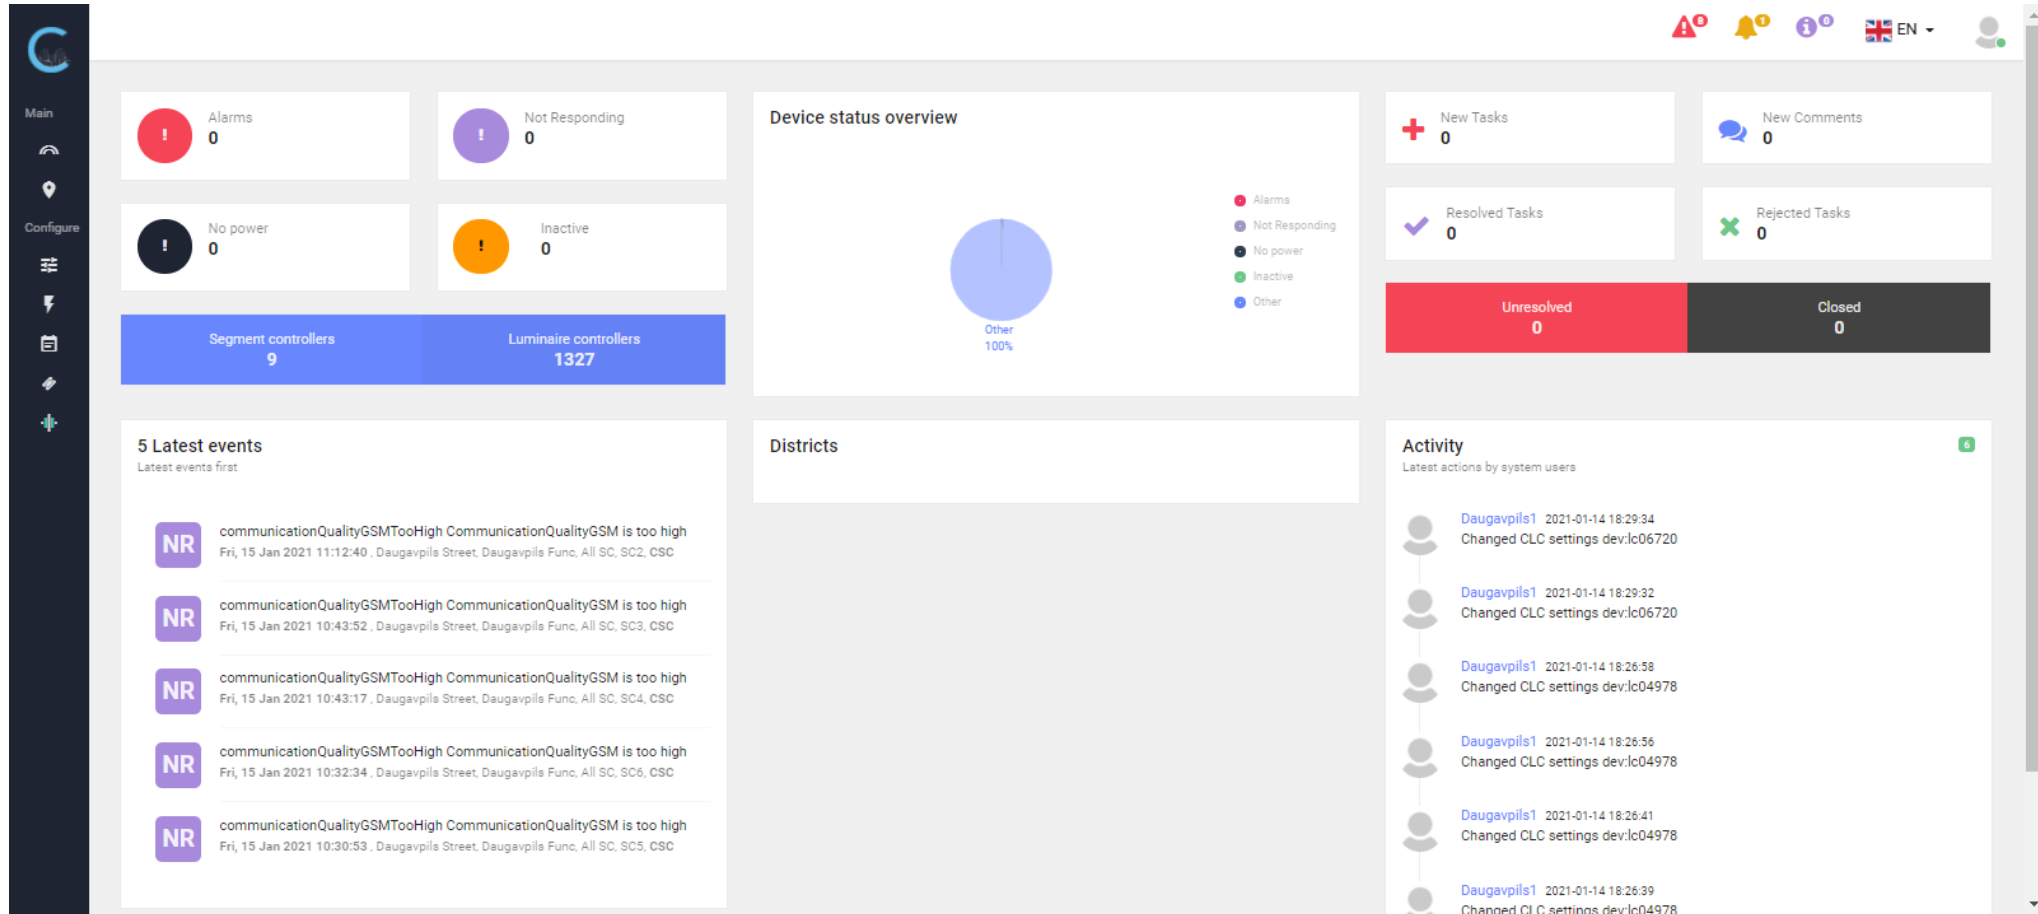 8
1
0
EN
Main
Configure
Alarms
0
Not Responding
0
No power
0
Inactive
0
Segment controllers
9
Luminaire controllers
1327
Device status overview
Alarms
Not Responding
No power
Inactive
Other
Other
100%
New Tasks
0
New Comments
0
Resolved Tasks
0
Rejected Tasks
0
Unresolved
0
Closed
0
5 Latest events
Latest events first
NR
communicationQualityGSMTooHigh CommunicationQualityGSM is too high
Fri, 15 Jan 2021 11:12:40 , Daugavpils Street, Daugavpils Func, All SC, SC2, CSC
NR
communicationQualityGSMTooHigh CommunicationQualityGSM is too high
Fri, 15 Jan 2021 10:43:52 , Daugavpils Street, Daugavpils Func, All SC, SC3, CSC
NR
communicationQualityGSMTooHigh CommunicationQualityGSM is too high
Fri, 15 Jan 2021 10:43:17 , Daugavpils Street, Daugavpils Func, All SC, SC4, CSC
NR
communicationQualityGSMTooHigh CommunicationQualityGSM is too high
Fri, 15 Jan 2021 10:32:34 , Daugavpils Street, Daugavpils Func, All SC, SC6, CSC
NR
communicationQualityGSMTooHigh CommunicationQualityGSM is too high
Fri, 15 Jan 2021 10:30:53 , Daugavpils Street, Daugavpils Func, All SC, SC5, CSC
Districts
Activity
6
Latest actions by system users
Daugavpils1 2021-01-14 18:29:34
Changed CLC settings dev:lc06720
Daugavpils1 2021-01-14 18:29:32
Changed CLC settings dev:lc06720
Daugavpils1 2021-01-14 18:26:58
Changed CLC settings dev:lc04978
Daugavpils1 2021-01-14 18:26:56
Changed CLC settings dev:lc04978
Daugavpils1 2021-01-14 18:26:41
Changed CLC settings dev:lc04978
Daugavpils1 2021-01-14 18:26:39
Changed CLC settings dev:lc04978